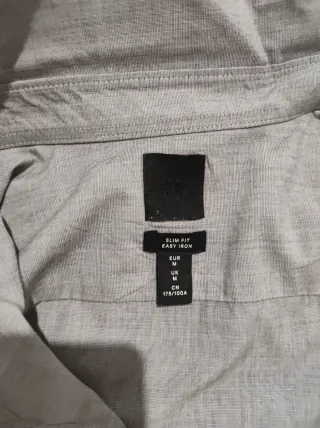 SLIM FIT
EASY IRON
EUR
M
UK
M
CN
175/100A